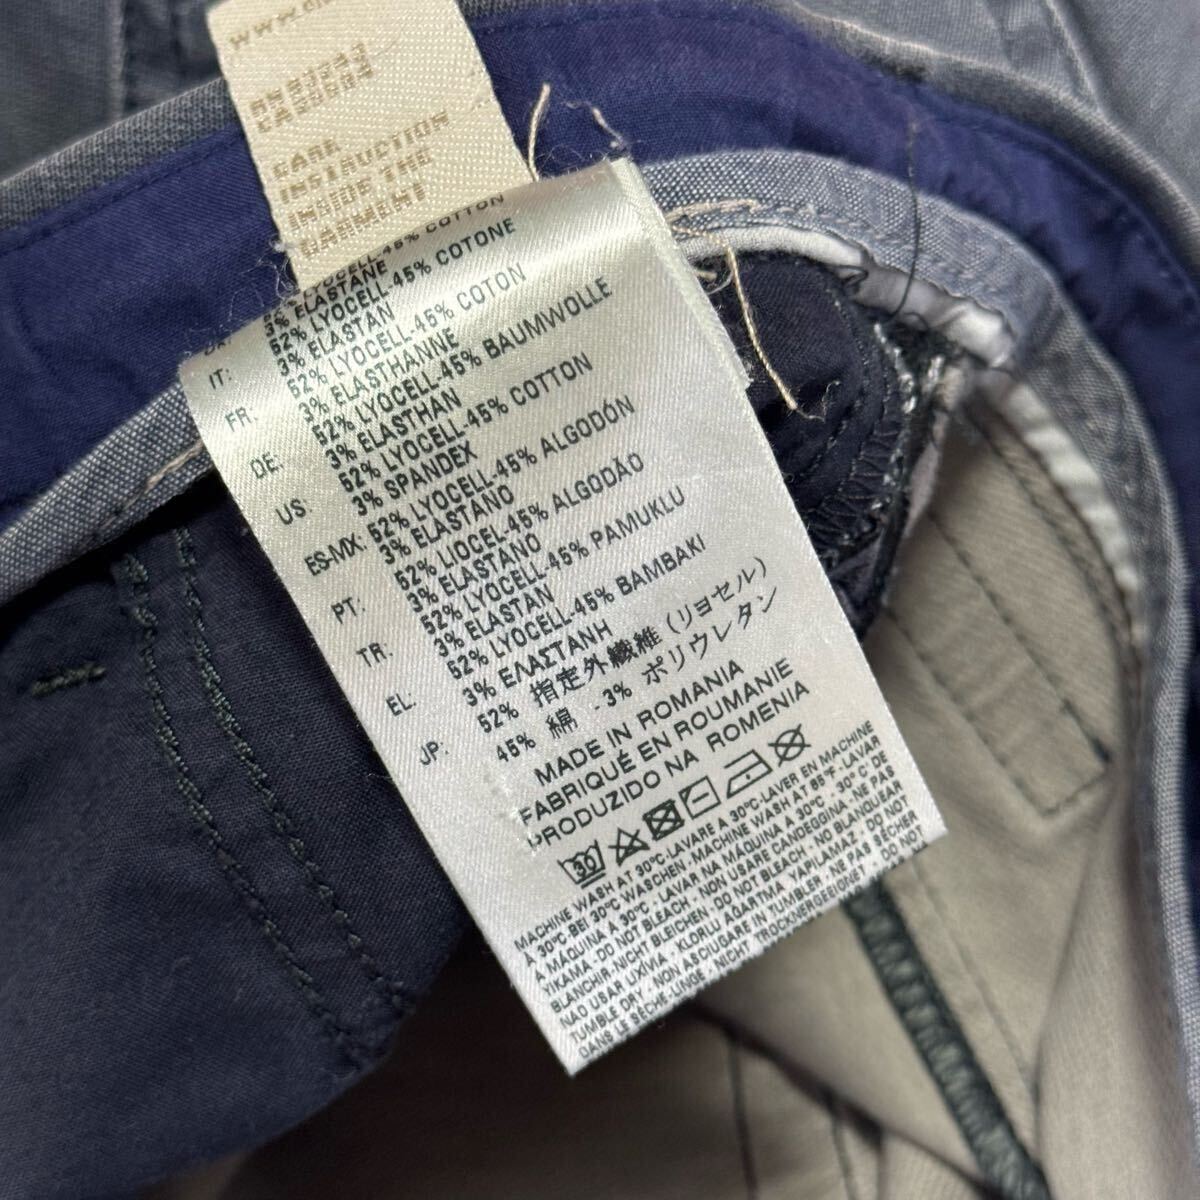 CARE
INSTRUCTION
INSIDE THE
GARMENT
LYOCELL-45% COTTON
3% ELASTANE
IT: 52% LYOCELL-45% COTONE
3% ELASTAN
FR: 52% LYOCELL-45% COTON
3% ELASTHANNE
DE: 52% LYOCELL-45% BAUMWOLLE
3% ELASTHAN
US: 52% LYOCELL-45% COTTON
3% SPANDEX
ES-MX: 52% LYOCELL-45% ALGODÓN
3% ELASTANO
PT: 52% LIOCEL-45% ALGODÃO
3% ELASTANO
TR: 52% LYOCELL-45% PAMUKLU
3% ELASTAN
EL: 52% LYOCELL-45% BAMBAKI
3% ΕΛΑΣΤΑΝΗ
JP: 52% 指定外繊維(リヨセル)
45% 綿 -3% ポリウレタン
MADE IN ROMANIA
FABRIQUÉ EN ROUMANIE
PRODUZIDO NA ROMENIA
30
MACHINE WASH AT 30°C-LAVARE A 30°C-LAVER EN MACHINE
À 30°C-BEI 30°C WASCHEN-MACHINE WASH AT 85°F-LAVAR
A MÁQUINA A 30°C-LAVAR NA MÁQUINA A 30°C-30° C DE
YIKAMA-DO NOT BLEACH-NON USARE CANDEGGINA-NE PAS
BLANCHIR-NICHT BLEICHEN-DO NOT BLEACH-NO BLANQUEAR
NÃO USAR LIXÍVIA-KLORLU AĞARTMA YAPILAMAZ-DO NOT
TUMBLE DRY-NON ASCIUGARE IN TUMBLER-NE PAS SÉCHER
DANS LE SÈCHE-LINGE-NICHT TROCKNERGEEIGNET-